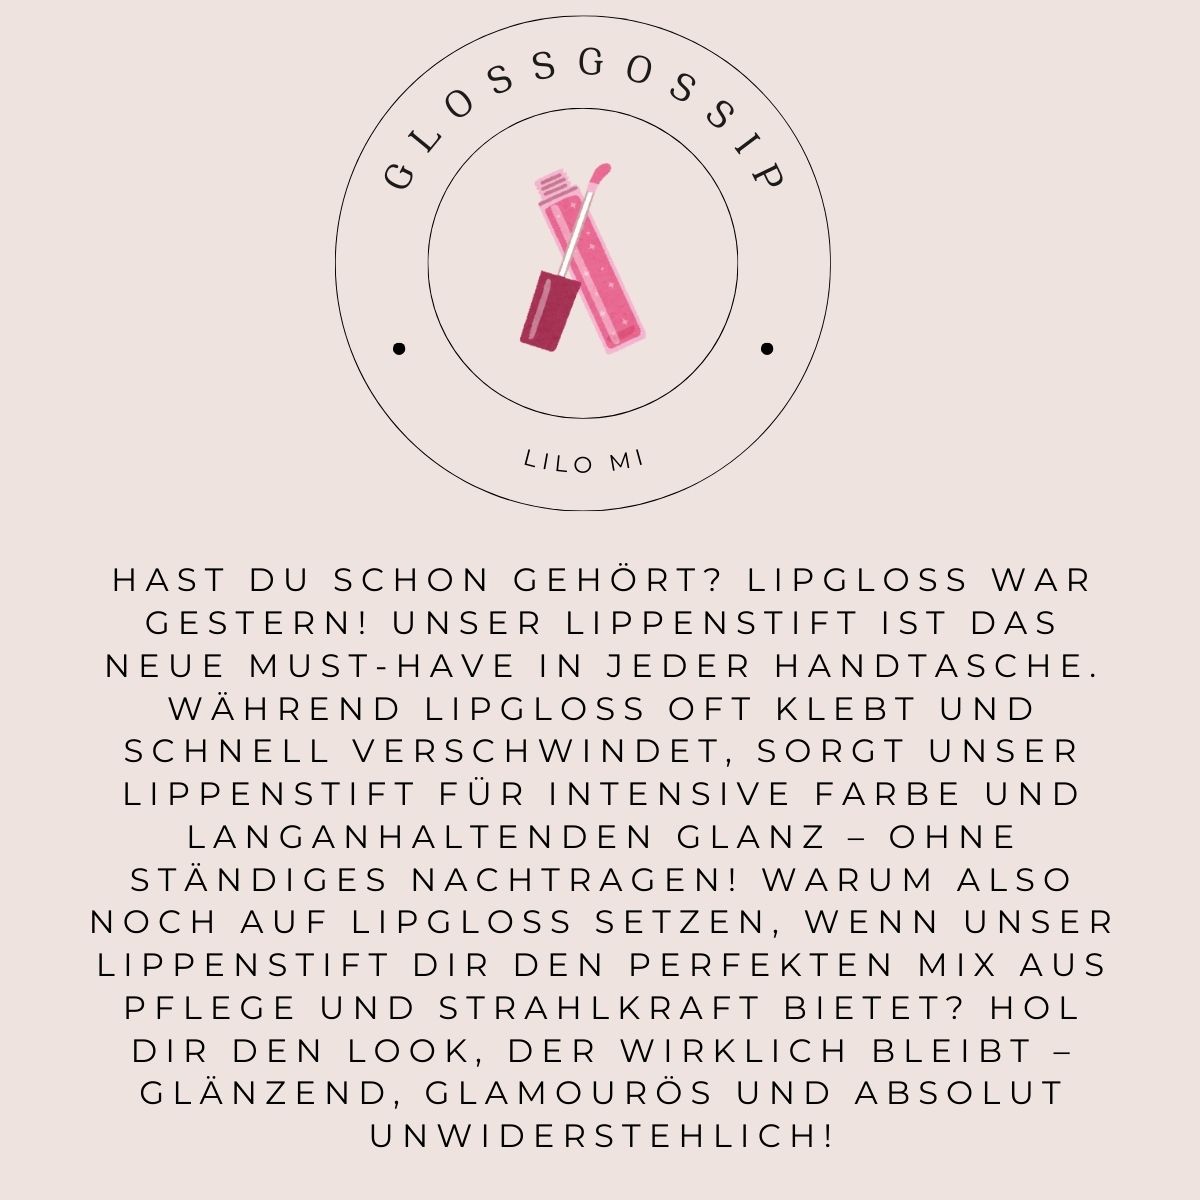 GLOSSGOSSIP
LILO MI
HAST DU SCHON GEHÖRT? LIPGLOSS WAR
GESTERN! UNSER LIPPENSTIFT IST DAS
NEUE MUST-HAVE IN JEDER HANDTASCHE.
WÄHREND LIPGLOSS OFT KLEBT UND
SCHNELL VERSCHWINDET, SORGT UNSER
LIPPENSTIFT FÜR INTENSIVE FARBE UND
LANGANHALTENDEN GLANZ – OHNE
STÄNDIGES NACHTRAGEN! WARUM ALSO
NOCH AUF LIPGLOSS SETZEN, WENN UNSER
LIPPENSTIFT DIR DEN PERFEKTEN MIX AUS
PFLEGE UND STRAHLKRAFT BIETET? HOL
DIR DEN LOOK, DER WIRKLICH BLEIBT –
GLÄNZEND, GLAMOURÖS UND ABSOLUT
UNWIDERSTEHLICH!